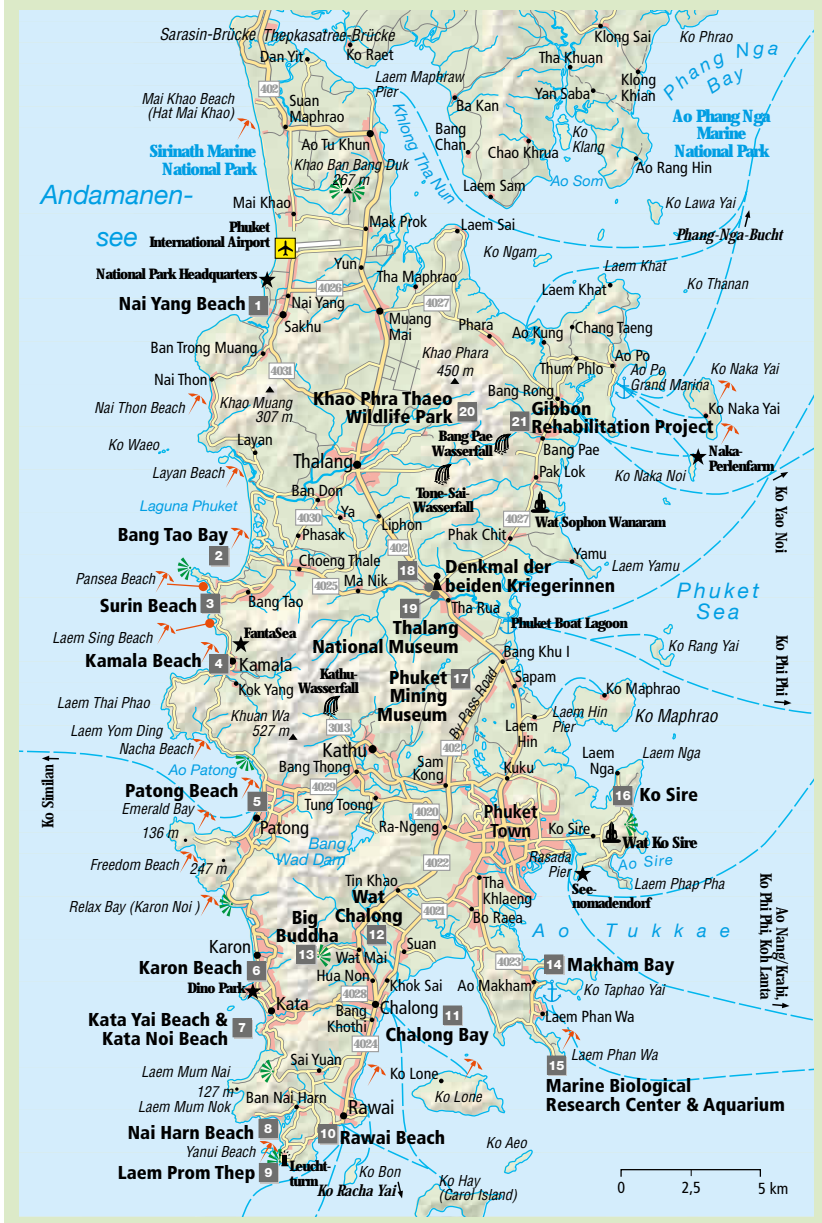 Sarasin-Brücke
Thepkasatree-Brücke
Dan Yit
Ko Raet
Klong Sai
Ko Phrao
Tha Khuan
Phang Nga
Bay
Laem Maphraw
Pier
Klong
Khian
402
Mai Khao Beach
(Hat Mai Khao)
Suan
Maphrao
Ba Kan
Yan Saba
Khlong Tha Nun
Ao Phang Nga
Marine
National Park
Sirinath Marine
National Park
Ao Tu Khun
Bang
Chan
Ko
Klang
Chao Khrua
Khao Ban Bang Duk
267 m
Ao Rang Hin
Ao Som
Laem Sam
Andamanen-
see
Mai Khao
Ko Lawa Yai
Phuket
International Airport
Mak Prok
Laem Sai
Phang-Nga-Bucht
Ko Ngam
National Park Headquarters
Yun
Tha Maphrao
Laem Khat
Laem Khat
Ko Thanan
4026
Nai Yang Beach
1
Nai Yang
4027
Sakhu
Muang
Mai
Phara
Ao Kung
Chang Taeng
Ban Trong Muang
Khao Phara
450 m
Thum Phlo
Ao Po
Ao Po
Grand Marina
Ko Naka Yai
4031
Nai Thon
Bang Rong
Khao Muang
307 m
Khao Phra Thaeo
Wildlife Park
20
21
Gibbon
Rehabilitation Project
Ko Naka Yai
Nai Thon Beach
Bang Pae
Wasserfall
Bang Pae
Naka-
Perlenfarm
Ko Waeo
Layan
Thalang
Layan Beach
Pak Lok
Ko Naka Noi
Tone-Sai-
Wasserfall
Ban Don
Ko Yao Noi
Laguna Phuket
Ya
4030
Liphon
4027
Wat Sophon Wanaram
Bang Tao Bay
2
Phasak
402
Phak Chit
Yamu
Choeng Thale
18
Denkmal der
beiden Kriegerinnen
Laem Yamu
Pansea Beach
4025
Ma Nik
Phuket
Sea
Surin Beach
3
Bang Tao
19
Tha Rua
Thalang
National Museum
Phuket Boat Lagoon
Laem Sing Beach
FantaSea
Ko Rang Yai
Kamala Beach
4
Kamala
Bang Khu I
Ko Phi Phi
Kathu-
Wasserfall
Phuket
Mining
Museum
17
Sapam
Kok Yang
By Pass Road
Ko Maphrao
Laem Thai Phao
Khuan Wa
527 m
Laem Hin
Pier
Ko Maphrao
Laem Yom Ding
3013
Laem
Hin
Nacha Beach
402
Kathu
Laem
Nga
Laem Nga
Ao Patong
Bang Thong
Sam
Kong
Kuku
Ko Similan
Patong Beach
5
4029
16
Ko Sire
Tung Toong
Emerald Beach
4020
Phuket
Town
136 m
Patong
Ra-Ngeng
Ko Sire
Wat Ko Sire
Bang
Wad Dam
Rasada
Pier
Ao Sire
Freedom Beach
247 m
4022
See-
nomadendorf
Laem Phap Pha
Tin Khao
Tha
Khlaeng
Relax Bay (Karon Noi )
Wat
Chalong
12
4021
Bo Raea
Big
Buddha
13
Ao Tukkae
Ao Nang/Krabi,
Ko Phi Phi, Koh Lanta
Karon
Suan
Wat Mai
4023
14
Makham Bay
Karon Beach
6
Hua Non
Khok Sai
Ao Makham
Dino Park
Ko Taphao Yai
4028
Kata
Chalong
11
Kata Yai Beach &
Kata Noi Beach
7
Bang
Khothi
Chalong Bay
Laem Phan Wa
4024
Laem Phan Wa
Sai Yuan
15
Laem Mum Nai
Ko Lone
Marine Biological
Research Center & Aquarium
127 m
Ban Nai Harn
Ko Lone
Laem Mum Nok
Rawai
Nai Harn Beach
8
10
Rawai Beach
Yanui Beach
Ko Aeo
Laem Prom Thep
9
Leucht-
turm
Ko Bon
Ko Racha Yai
Ko Hay
(Carol Island)
0
2,5
5 km